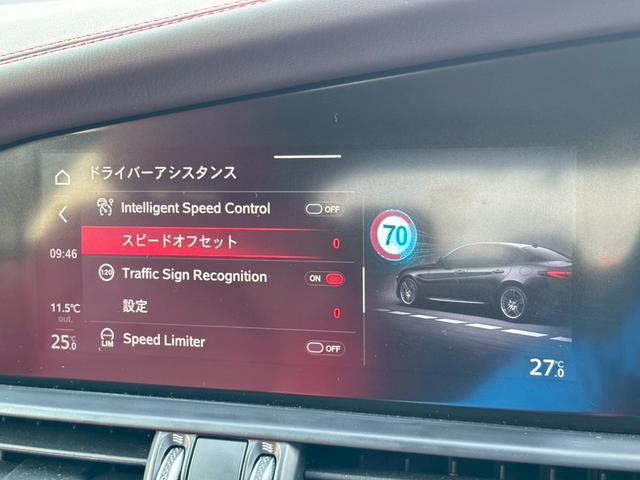 ドライバーアシスタンス
Intelligent Speed Control OFF
スピードオフセット 0
09:46
120 Traffic Sign Recognition ON
11.5°C
out.
設定 0
25°C.0
LIM Speed Limiter OFF
70
27°C.0